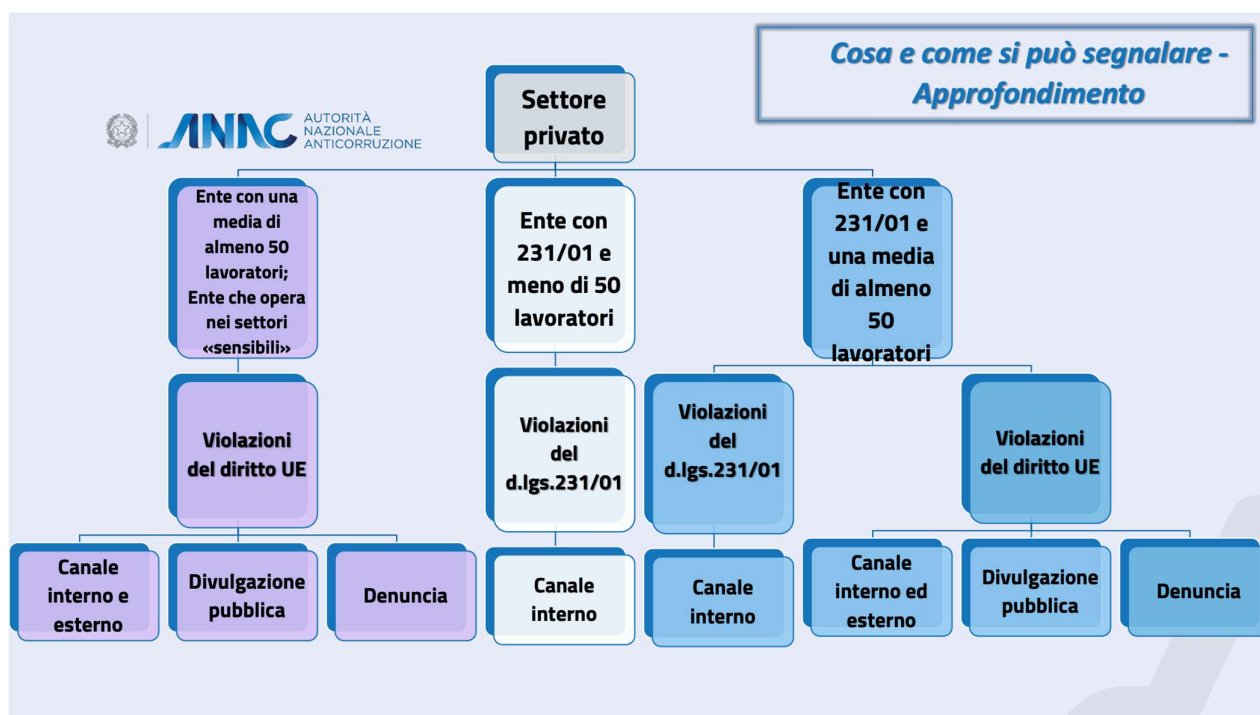 Cosa e come si può segnalare -
Approfondimento
ANAC
AUTORITÀ
NAZIONALE
ANTICORRUZIONE
Settore
privato
Ente con una
media di
almeno 50
lavoratori;
Ente che opera
nei settori
«sensibili»
Ente con
231/01 e
meno di 50
lavoratori
Ente con
231/01 e
una media
di almeno
50
lavoratori
Violazioni
del diritto UE
Violazioni
del
d.lgs.231/01
Violazioni
del
d.lgs.231/01
Violazioni
del diritto UE
Canale
interno e
esterno
Divulgazione
pubblica
Denuncia
Canale
interno
Canale
interno
Canale
interno ed
esterno
Divulgazione
pubblica
Denuncia